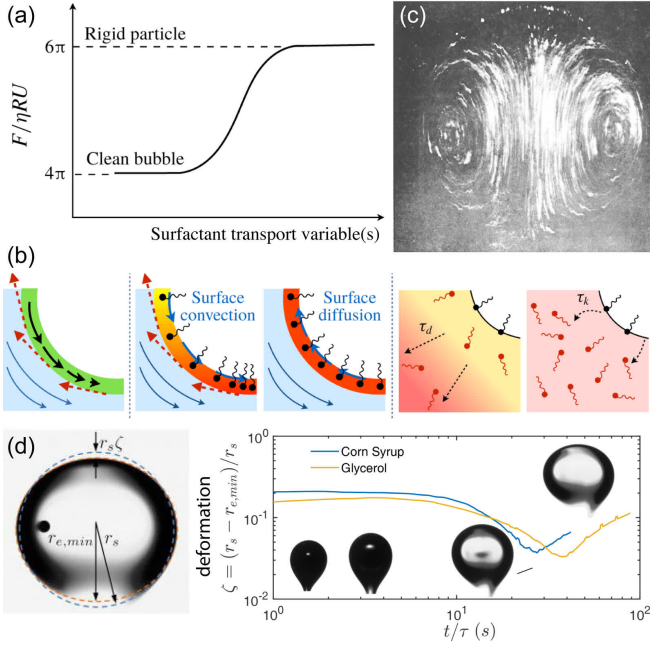 (a)
6π
Rigid particle
F/ηRU
Clean bubble
4π
Surfactant transport variable(s)
(c)
(b)
Surface
convection
Surface
diffusion
τd
τk
(d)
rsζ
re,min
rs
deformation
ζ = (rs − re,min)/rs
10^0
10^-1
10^-2
Corn Syrup
Glycerol
10^0
10^1
10^2
t/τ (s)